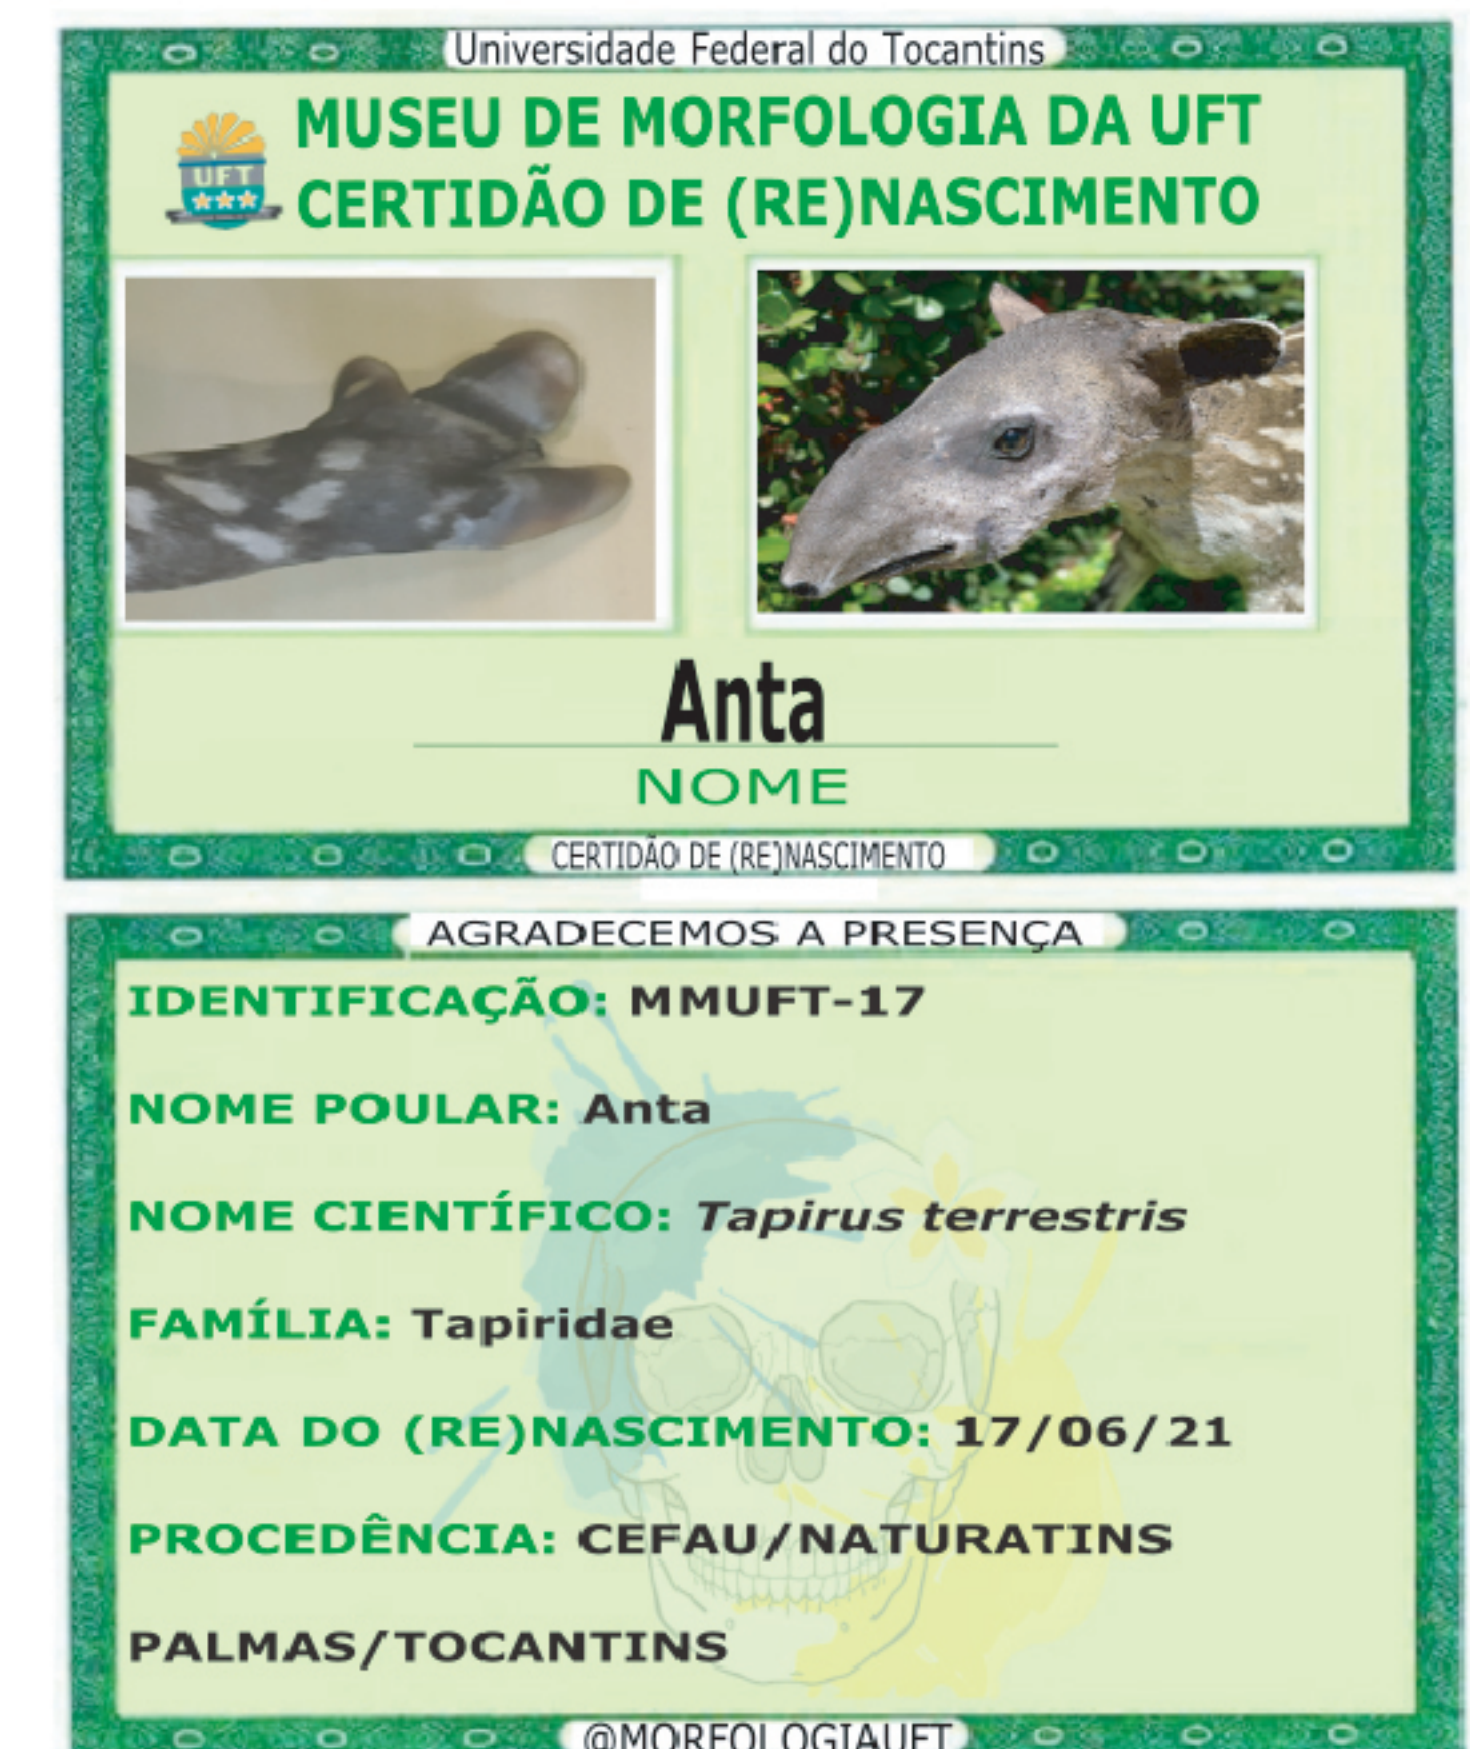 Universidade Federal do Tocantins
MUSEU DE MORFOLOGIA DA UFT
CERTIDÃO DE (RE)NASCIMENTO
UFT
Anta
NOME
CERTIDÃO DE (RE)NASCIMENTO
AGRADECEMOS A PRESENÇA
IDENTIFICAÇÃO: MMUFT-17
NOME POULAR: Anta
NOME CIENTÍFICO: Tapirus terrestris
FAMÍLIA: Tapiridae
DATA DO (RE)NASCIMENTO: 17/06/21
PROCEDÊNCIA: CEFAU/NATURATINS
PALMAS/TOCANTINS
@MORFOLOGIAUFT